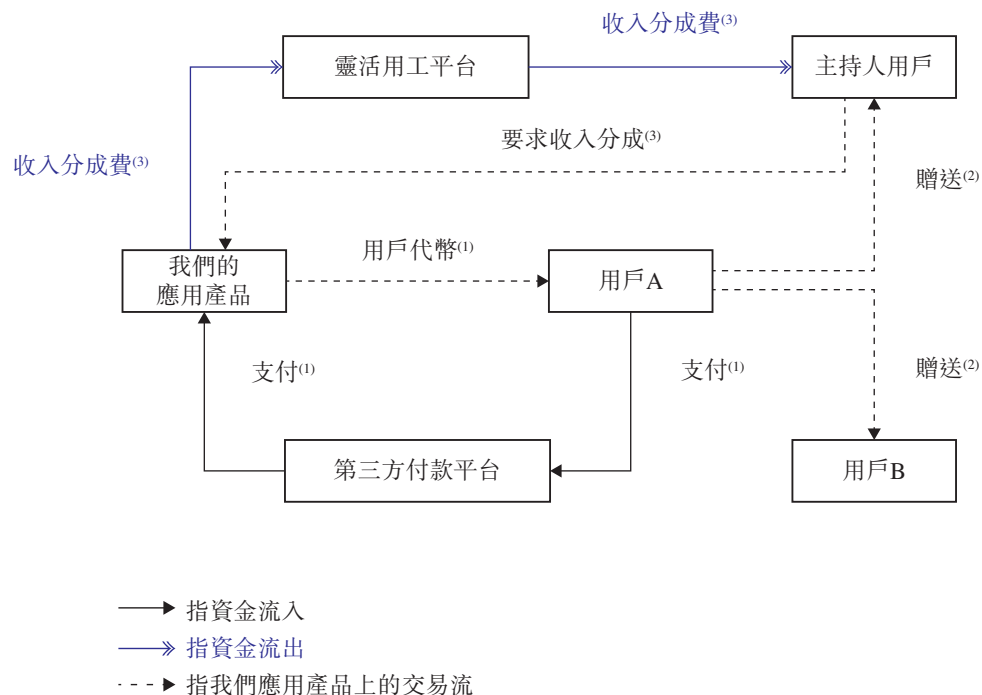 收入分成費(3)
靈活用工平台
主持人用戶
要求收入分成(3)
收入分成費(3)
贈送(2)
用戶代幣(1)
我們的
應用產品
用戶A
支付(1)
支付(1)
贈送(2)
第三方付款平台
用戶B
指資金流入
指資金流出
指我們應用產品上的交易流